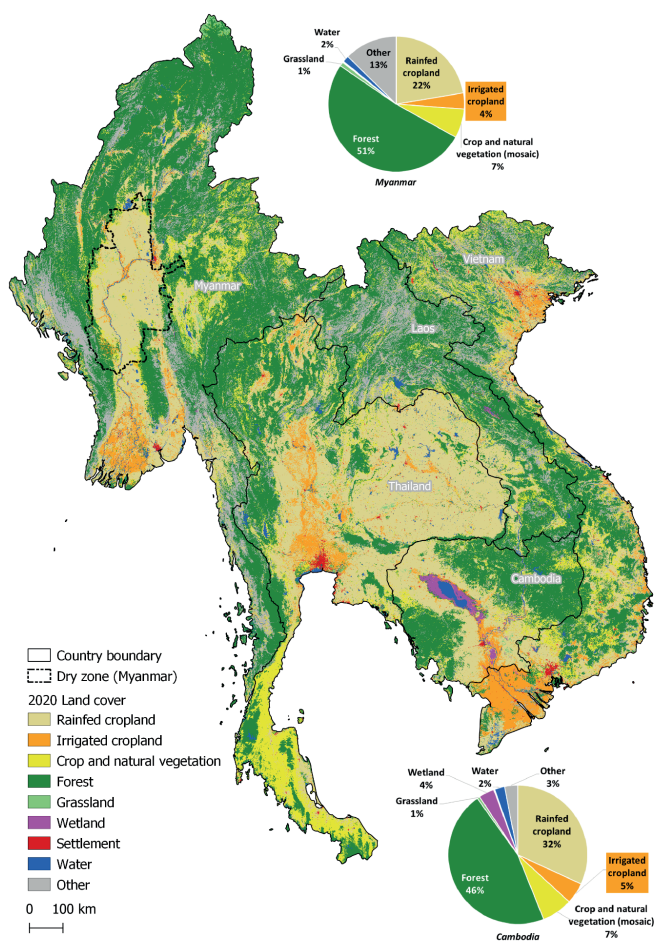 Water
2%
Other
13%
Grassland
1%
Rainfed
cropland
22%
Irrigated
cropland
4%
Forest
51%
Crop and natural
vegetation (mosaic)
7%
Myanmar
Vietnam
Myanmar
Laos
Thailand
Cambodia
Country boundary
Dry zone (Myanmar)
2020 Land cover
Rainfed cropland
Irrigated cropland
Crop and natural vegetation
Forest
Grassland
Wetland
Settlement
Water
Other
0 100 km
Wetland
4%
Water
2%
Other
3%
Grassland
1%
Rainfed
cropland
32%
Irrigated
cropland
5%
Forest
46%
Crop and natural
vegetation (mosaic)
7%
Cambodia